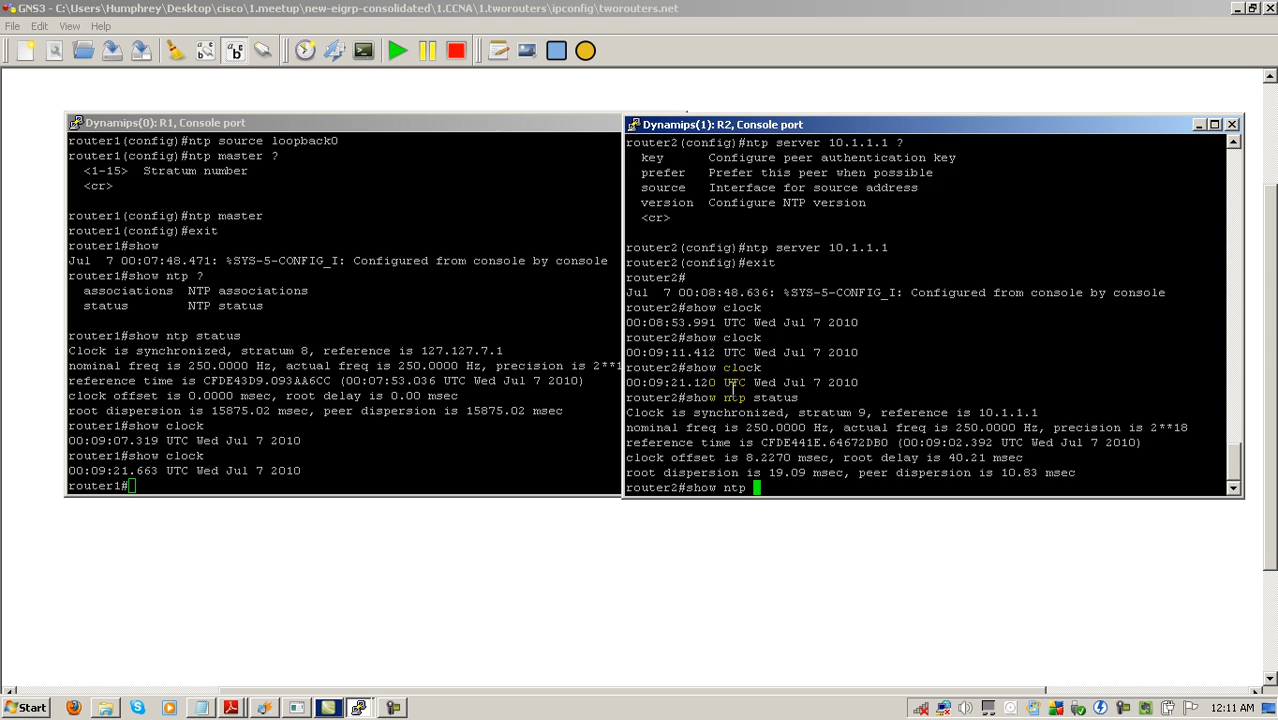 GNS3 - C:\Users\Humphrey\Desktop\cisco\1.meetup\new-eigrp-consolidated\1.CCNA\1.tworouters\ipconfig\tworouters.net
File Edit View Help
Dynamips(0): R1, Console port
router1(config)#ntp source loopback0
router1(config)#ntp master ?
<1-15> Stratum number
<cr>
router1(config)#ntp master
router1(config)#exit
router1#show
Jul 7 00:07:48.471: %SYS-5-CONFIG_I: Configured from console by console
router1#show ntp ?
associations NTP associations
status NTP status
router1#show ntp status
Clock is synchronized, stratum 8, reference is 127.127.7.1
nominal freq is 250.0000 Hz, actual freq is 250.0000 Hz, precision is 2**1
reference time is CFDE43D9.093AA6CC (00:07:53.036 UTC Wed Jul 7 2010)
clock offset is 0.0000 msec, root delay is 0.00 msec
root dispersion is 15875.02 msec, peer dispersion is 15875.02 msec
router1#show clock
00:09:07.319 UTC Wed Jul 7 2010
router1#show clock
00:09:21.663 UTC Wed Jul 7 2010
router1#
Dynamips(1): R2, Console port
router2(config)#ntp server 10.1.1.1 ?
key Configure peer authentication key
prefer Prefer this peer when possible
source Interface for source address
version Configure NTP version
<cr>
router2(config)#ntp server 10.1.1.1
router2(config)#exit
router2#
Jul 7 00:08:48.636: %SYS-5-CONFIG_I: Configured from console by console
router2#show clock
00:08:53.991 UTC Wed Jul 7 2010
router2#show clock
00:09:11.412 UTC Wed Jul 7 2010
router2#show clock
00:09:21.120 UTC Wed Jul 7 2010
router2#show ntp status
Clock is synchronized, stratum 9, reference is 10.1.1.1
nominal freq is 250.0000 Hz, actual freq is 250.0000 Hz, precision is 2**18
reference time is CFDE441E.64672DB0 (00:09:02.392 UTC Wed Jul 7 2010)
clock offset is 8.2270 msec, root delay is 40.21 msec
root dispersion is 19.09 msec, peer dispersion is 10.83 msec
router2#show ntp
Start
12:11 AM